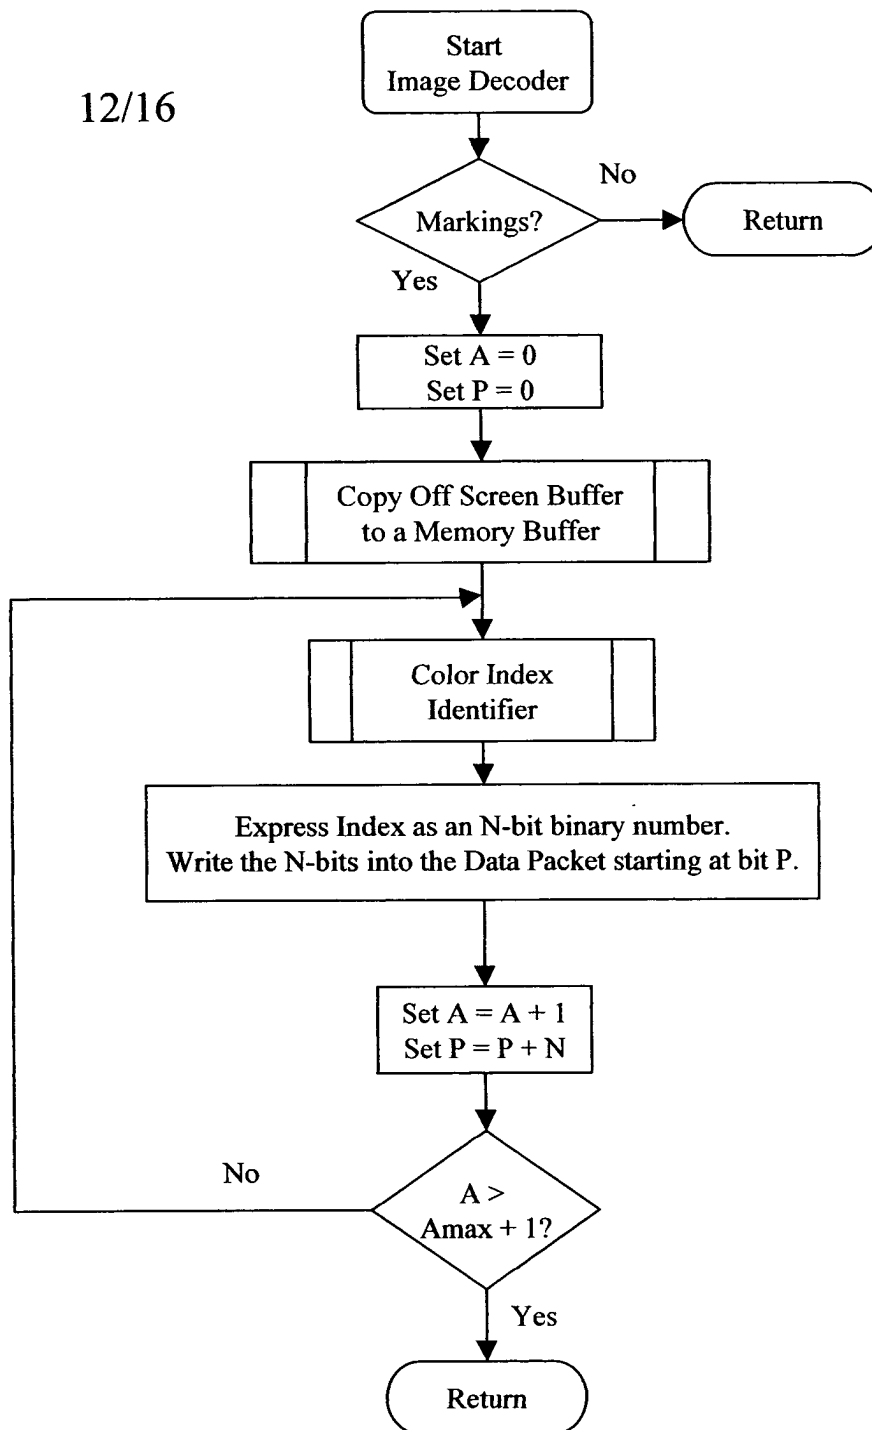 12/16
Start
Image Decoder
Markings?
No
Return
Yes
Set A = 0
Set P = 0
Copy Off Screen Buffer
to a Memory Buffer
Color Index
Identifier
Express Index as an N-bit binary number.
Write the N-bits into the Data Packet starting at bit P.
Set A = A + 1
Set P = P + N
No
A >
Amax + 1?
Yes
Return